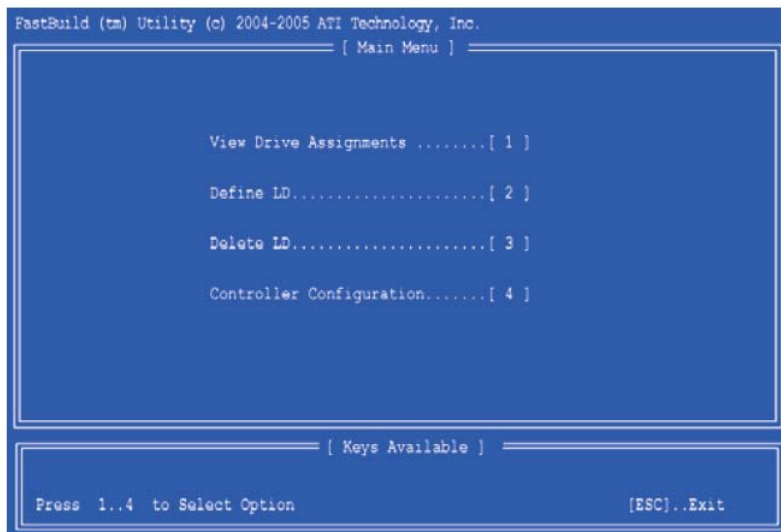 FastBuild (tm) Utility (c) 2004-2005 ATI Technology, Inc.
[ Main Menu ]
View Drive Assignments ........[ 1 ]
Define LD......................[ 2 ]
Delete LD......................[ 3 ]
Controller Configuration.......[ 4 ]
[ Keys Available ]
Press 1..4 to Select Option [ESC]..Exit